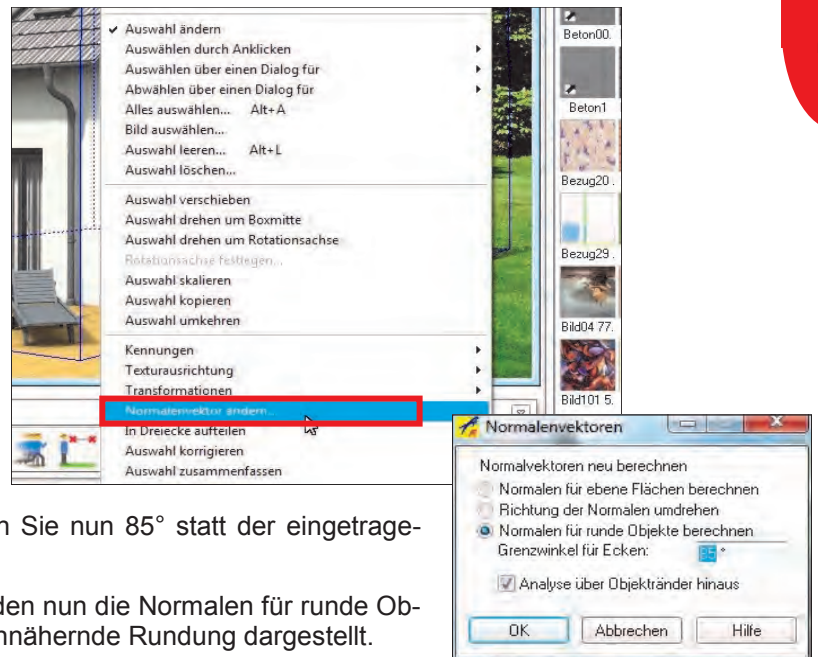 Auswahl ändern
Auswählen durch Anklicken
Auswählen über einen Dialog für
Abwählen über einen Dialog für
Alles auswählen... Alt+A
Bild auswählen...
Auswahl leeren... Alt+L
Auswahl löschen...
Auswahl verschieben
Auswahl drehen um Boxmitte
Auswahl drehen um Rotationsachse
Rotationsachse festlegen...
Auswahl skalieren
Auswahl kopieren
Auswahl umkehren
Kennungen
Texturausrichtung
Transformationen
Normalenvektor ändern...
In Dreiecke aufteilen
Auswahl korrigieren
Auswahl zusammenfassen
Beton00.
Beton1
Bezug20.
Bezug29.
Bild04 77.
Bild101 5.
Normalenvektoren
Normalvektoren neu berechnen
Normalen für ebene Flächen berechnen
Richtung der Normalen umdrehen
Normalen für runde Objekte berechnen
Grenzwinkel für Ecken: 85 °
Analyse über Objektränder hinaus
OK Abbrechen Hilfe
n Sie nun 85° statt der eingetrage-
den nun die Normalen für runde Ob-
nnähernde Rundung dargestellt.